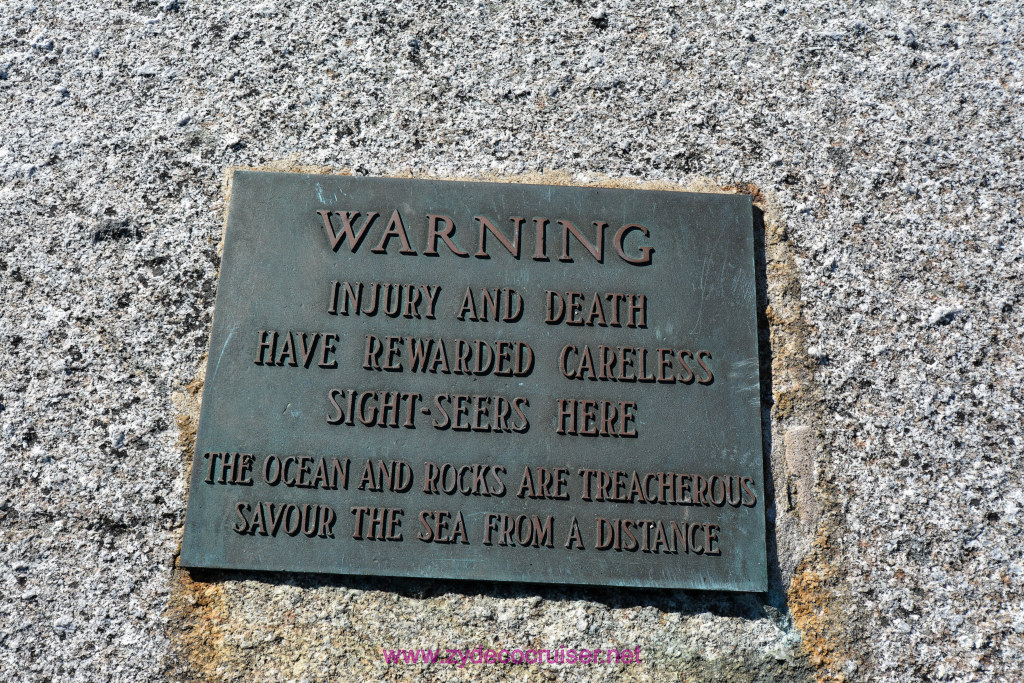 WARNING
INJURY AND DEATH
HAVE REWARDED CARELESS
SIGHT-SEERS HERE
THE OCEAN AND ROCKS ARE TREACHEROUS
SAVOUR THE SEA FROM A DISTANCE
www.zydecocruiser.net